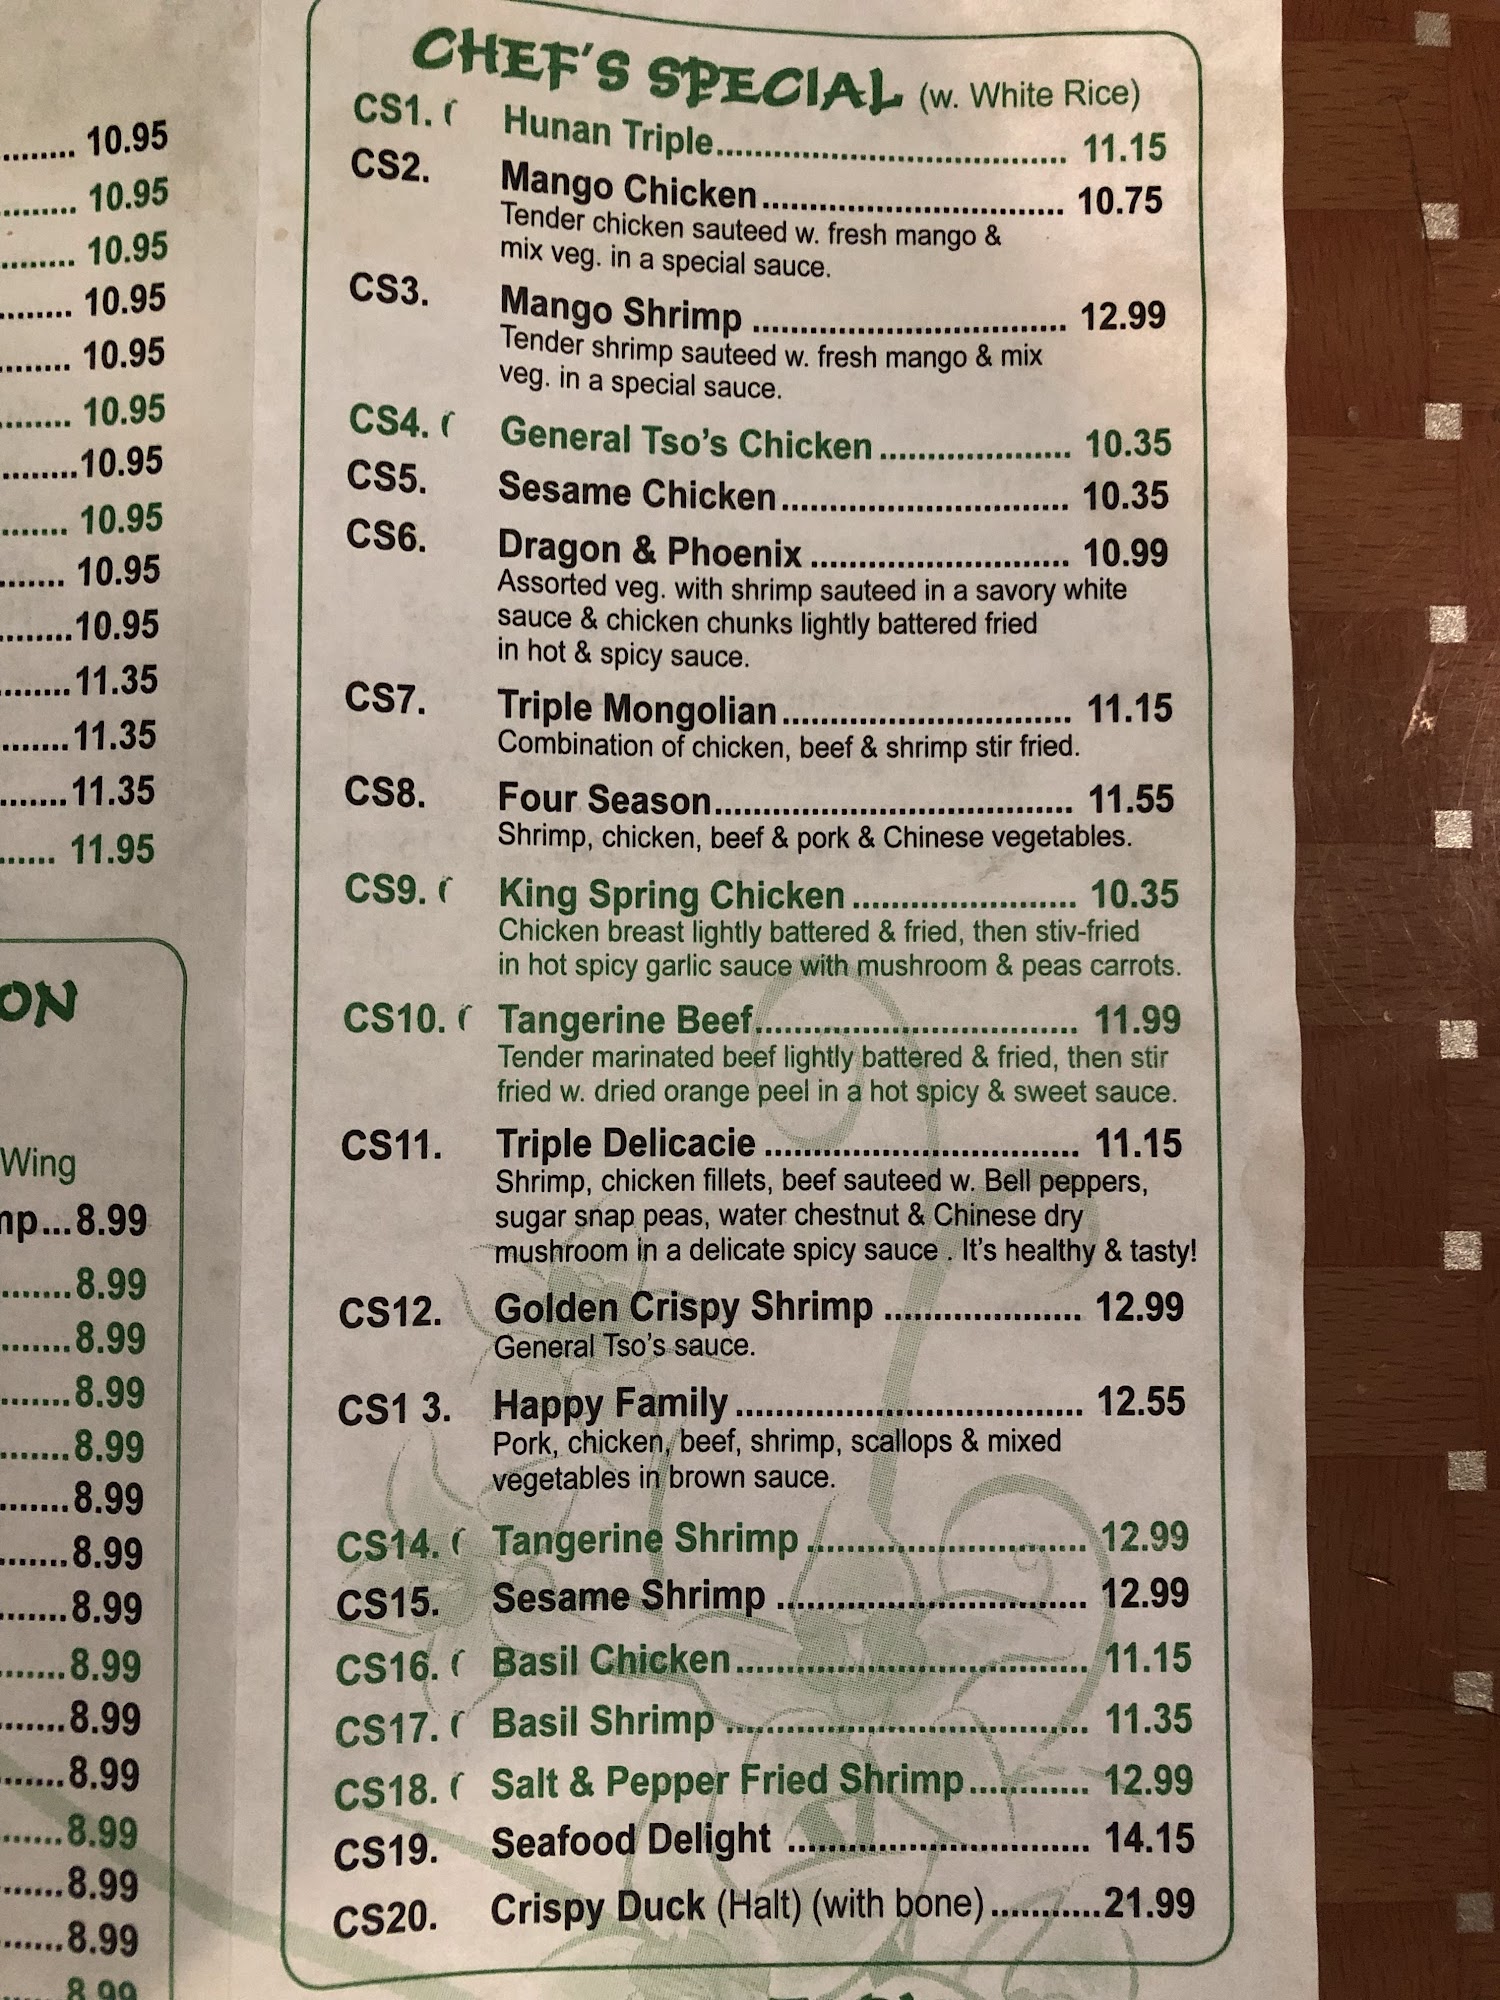 10.95
10.95
10.95
10.95
10.95
10.95
10.95
10.95
10.95
10.95
11.35
11.35
11.35
11.95
ON
Wing
mp...8.99
8.99
8.99
8.99
8.99
8.99
8.99
8.99
8.99
8.99
8.99
8.99
8.99
8.99
8.99
CHEF'S SPECIAL (w. White Rice)
CS1. Hunan Triple 11.15
CS2. Mango Chicken 10.75
Tender chicken sauteed w. fresh mango &
mix veg. in a special sauce.
CS3. Mango Shrimp 12.99
Tender shrimp sauteed w. fresh mango & mix
veg. in a special sauce.
CS4. General Tso's Chicken 10.35
CS5. Sesame Chicken 10.35
CS6. Dragon & Phoenix 10.99
Assorted veg. with shrimp sauteed in a savory white
sauce & chicken chunks lightly battered fried
in hot & spicy sauce.
CS7. Triple Mongolian 11.15
Combination of chicken, beef & shrimp stir fried.
CS8. Four Season 11.55
Shrimp, chicken, beef & pork & Chinese vegetables.
CS9. King Spring Chicken 10.35
Chicken breast lightly battered & fried, then stiv-fried
in hot spicy garlic sauce with mushroom & peas carrots.
CS10. Tangerine Beef 11.99
Tender marinated beef lightly battered & fried, then stir
fried w. dried orange peel in a hot spicy & sweet sauce.
CS11. Triple Delicacie 11.15
Shrimp, chicken fillets, beef sauteed w. Bell peppers,
sugar snap peas, water chestnut & Chinese dry
mushroom in a delicate spicy sauce . It's healthy & tasty!
CS12. Golden Crispy Shrimp 12.99
General Tso's sauce.
CS1 3. Happy Family 12.55
Pork, chicken, beef, shrimp, scallops & mixed
vegetables in brown sauce.
CS14. Tangerine Shrimp 12.99
CS15. Sesame Shrimp 12.99
CS16. Basil Chicken 11.15
CS17. Basil Shrimp 11.35
CS18. Salt & Pepper Fried Shrimp 12.99
CS19. Seafood Delight 14.15
CS20. Crispy Duck (Halt) (with bone) 21.99